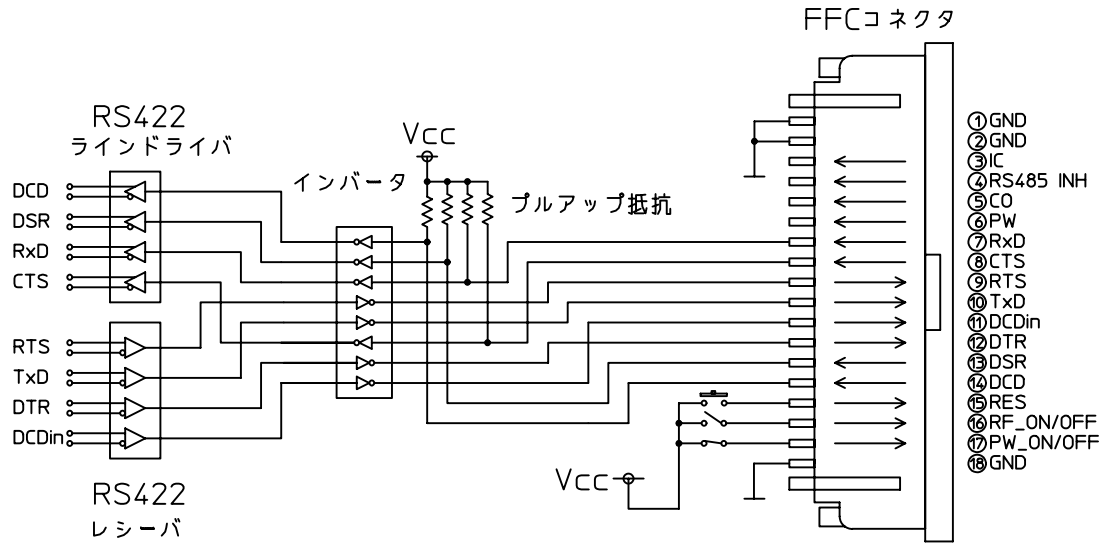 FFCコネクタ
RS422
ラインドライバ
DCD
DSR
RxD
CTS
RTS
TxD
DTR
DCDin
RS422
レシーバ
インバータ
Vcc
プルアップ抵抗
Vcc
①GND
②GND
③IC
④RS485 INH
⑤CO
⑥PW
⑦RxD
⑧CTS
⑨RTS
⑩TxD
⑪DCDin
⑫DTR
⑬DSR
⑭DCD
⑮RES
⑯RF_ON/OFF
⑰PW_ON/OFF
⑱GND